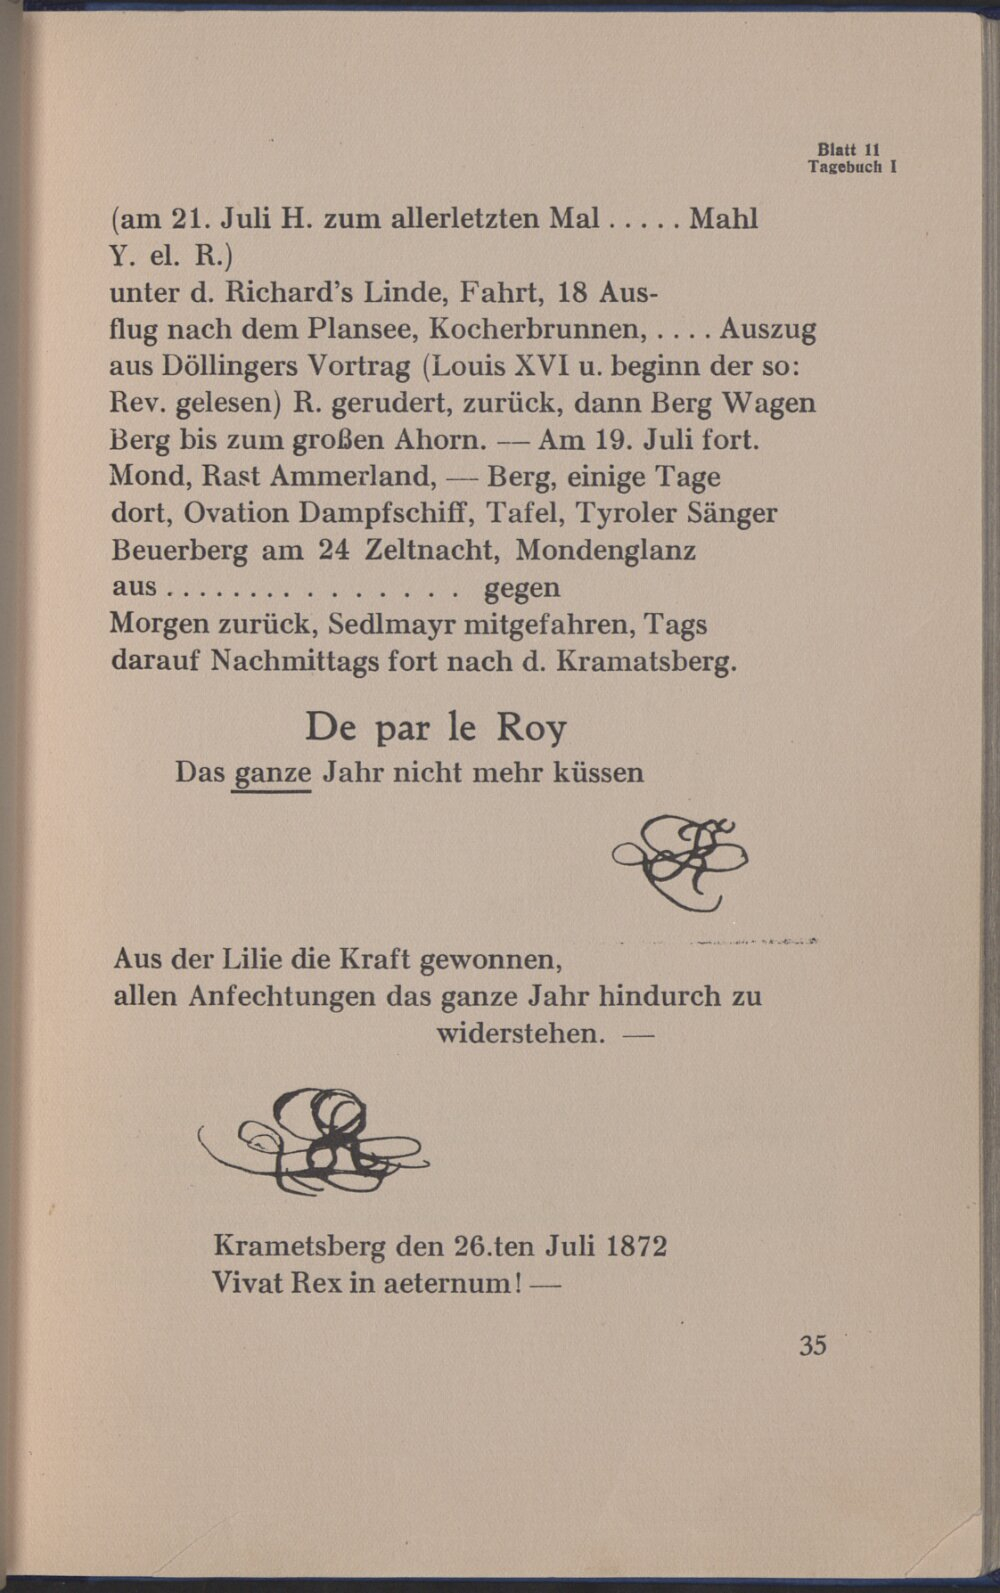 Blatt 11
Tagebuch I
(am 21. Juli H. zum allerletzten Mal ..... Mahl
Y. el. R.)
unter d. Richard's Linde, Fahrt, 18 Aus-
flug nach dem Plansee, Kocherbrunnen, .... Auszug
aus Döllingers Vortrag (Louis XVI u. beginn der so:
Rev. gelesen) R. gerudert, zurück, dann Berg Wagen
Berg bis zum großen Ahorn. — Am 19. Juli fort.
Mond, Rast Ammerland, — Berg, einige Tage
dort, Ovation Dampfschiff, Tafel, Tyroler Sänger
Beuerberg am 24 Zeltnacht, Mondenglanz
aus ............... gegen
Morgen zurück, Sedlmayr mitgefahren, Tags
darauf Nachmittags fort nach d. Kramatsberg.
De par le Roy
Das ganze Jahr nicht mehr küssen
Aus der Lilie die Kraft gewonnen,
allen Anfechtungen das ganze Jahr hindurch zu
widerstehen. —
Krametsberg den 26.ten Juli 1872
Vivat Rex in aeternum! —
35